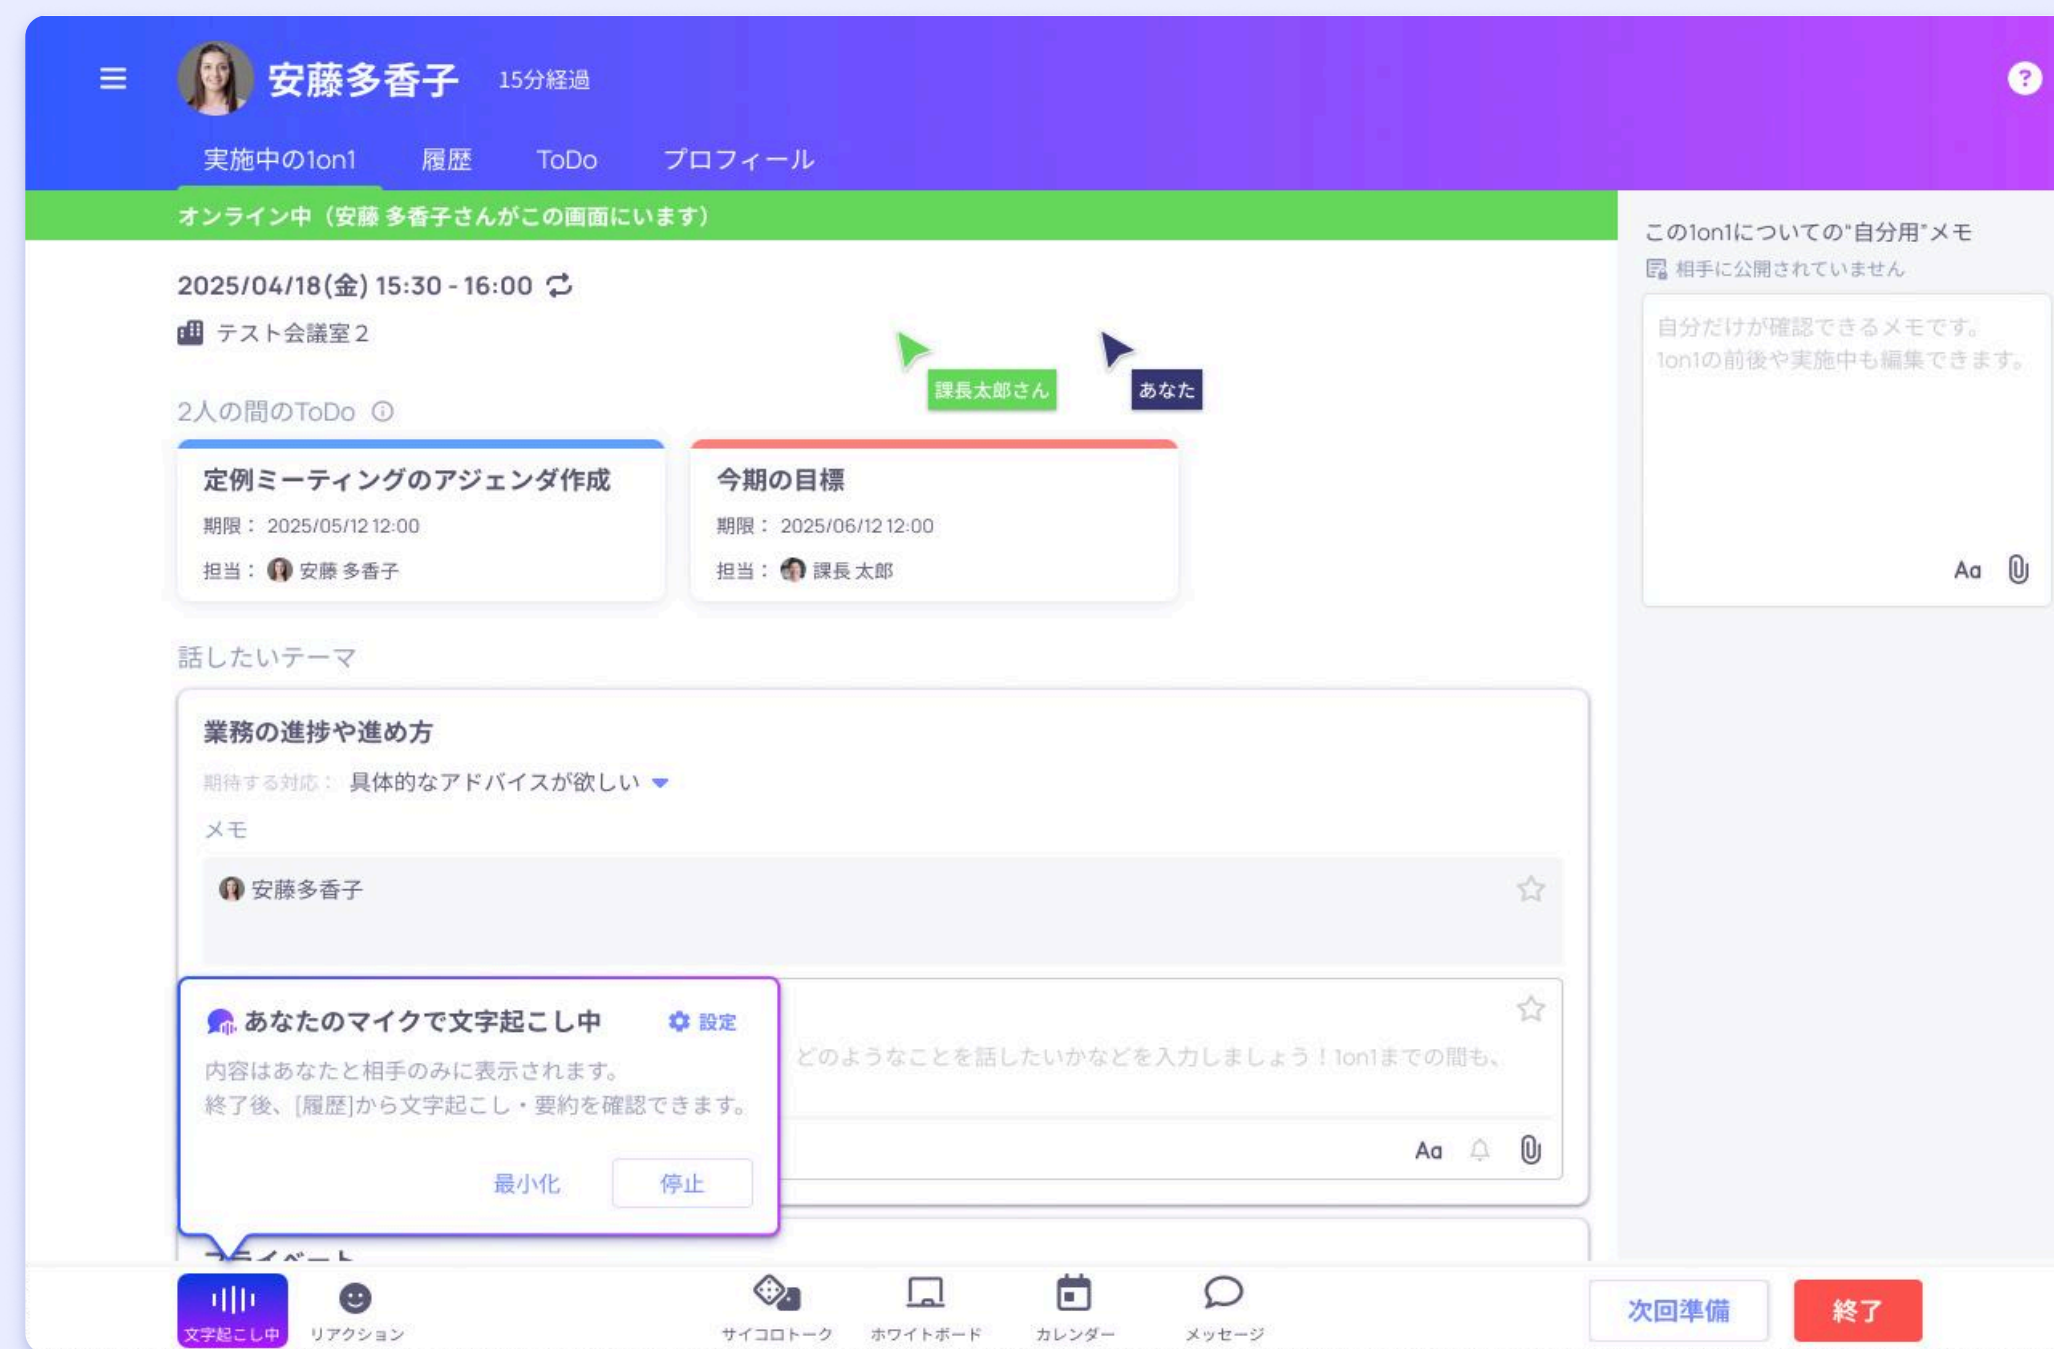 安藤多香子 15分経過
?
実施中の1on1 履歴 ToDo プロフィール
オンライン中（安藤 多香子さんがこの画面にいます）
2025/04/18(金) 15:30 - 16:00
テスト会議室2
課長太郎さん
あなた
2人の間のToDo
定例ミーティングのアジェンダ作成
期限： 2025/05/12 12:00
担当： 安藤 多香子
今期の目標
期限： 2025/06/12 12:00
担当： 課長 太郎
話したいテーマ
業務の進捗や進め方
期待する対応： 具体的なアドバイスが欲しい
メモ
安藤多香子
どのようなことを話したいかなどを入力しましょう！1on1までの間も、
Aa
あなたのマイクで文字起こし中 設定
内容はあなたと相手のみに表示されます。
終了後、[履歴]から文字起こし・要約を確認できます。
最小化 停止
プライベート
この1on1についての"自分用"メモ
相手に公開されていません
自分だけが確認できるメモです。
1on1の前後や実施中も編集できます。
Aa
文字起こし中 リアクション サイコロトーク ホワイトボード カレンダー メッセージ 次回準備 終了